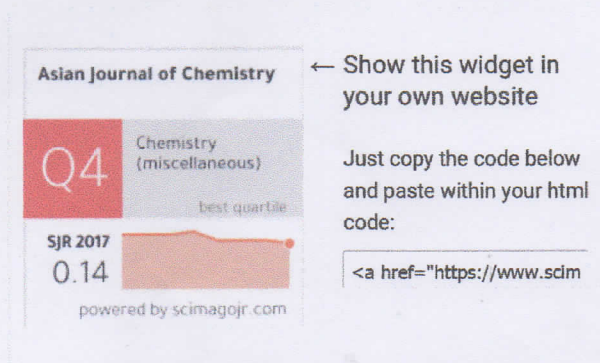 Asian Journal of Chemistry
Q4
Chemistry
(miscellaneous)
best quartile
SJR 2017
0.14
powered by scimagojr.com
← Show this widget in
your own website
Just copy the code below
and paste within your html
code:
<a href="https://www.scim